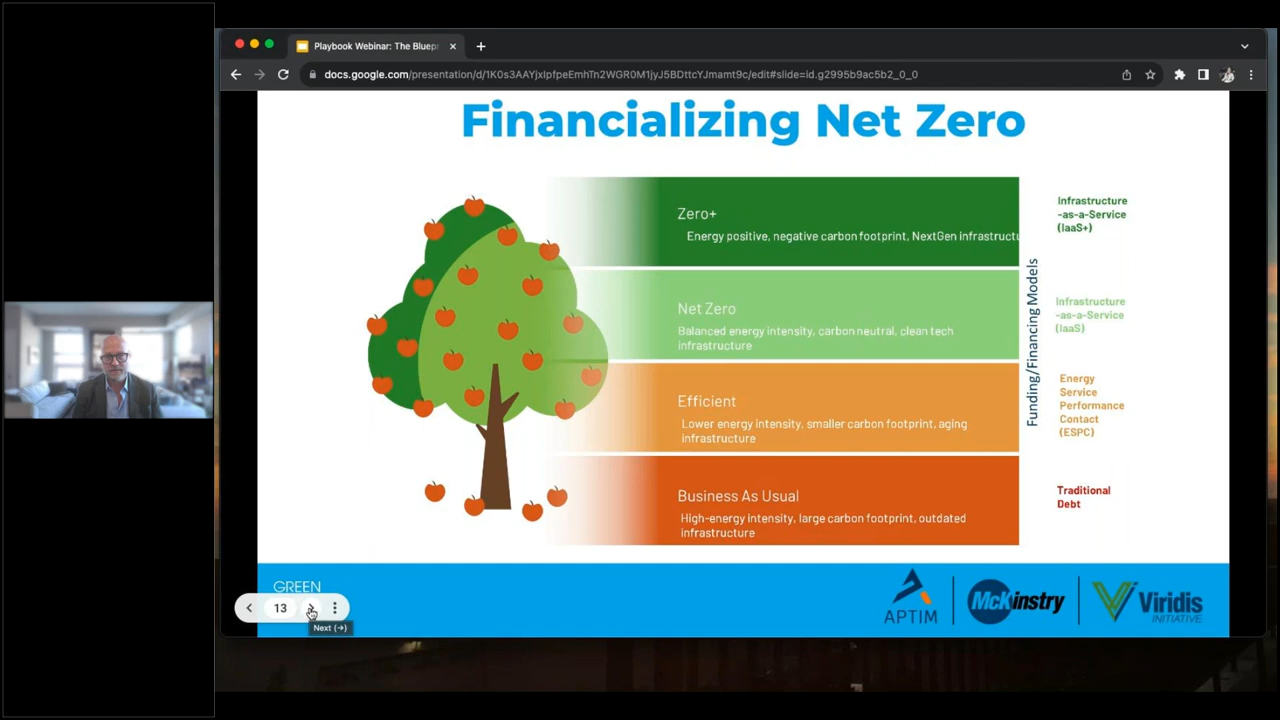 Playbook Webinar: The Bluepr
docs.google.com/presentation/d/1K0s3AAYjxIpfpeEmhTn2WGR0M1jyJ5BDttcYJmamt9c/edit#slide=id.g2995b9ac5b2_0_0
Financializing Net Zero
Zero+
Energy positive, negative carbon footprint, NextGen infrastructu
Infrastructure
-as-a-Service
(IaaS+)
Net Zero
Balanced energy intensity, carbon neutral, clean tech
infrastructure
Infrastructure
-as-a-Service
(IaaS)
Funding/Financing Models
Efficient
Lower energy intensity, smaller carbon footprint, aging
infrastructure
Energy
Service
Performance
Contact
(ESPC)
Business As Usual
High-energy intensity, large carbon footprint, outdated
infrastructure
Traditional
Debt
GREEN
13
Next (→)
APTIM
McKinstry
Viridis
INITIATIVE